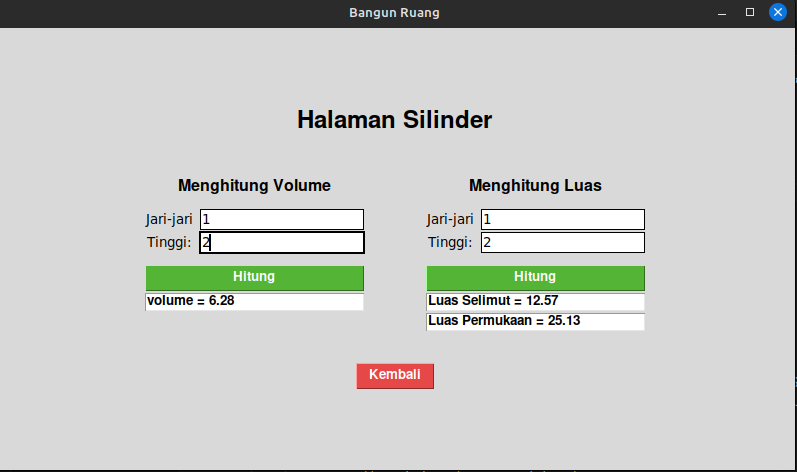 Bangun Ruang
Halaman Silinder
Menghitung Volume
Jari-jari 1
Tinggi: 2
Hitung
volume = 6.28
Menghitung Luas
Jari-jari 1
Tinggi: 2
Hitung
Luas Selimut = 12.57
Luas Permukaan = 25.13
Kembali